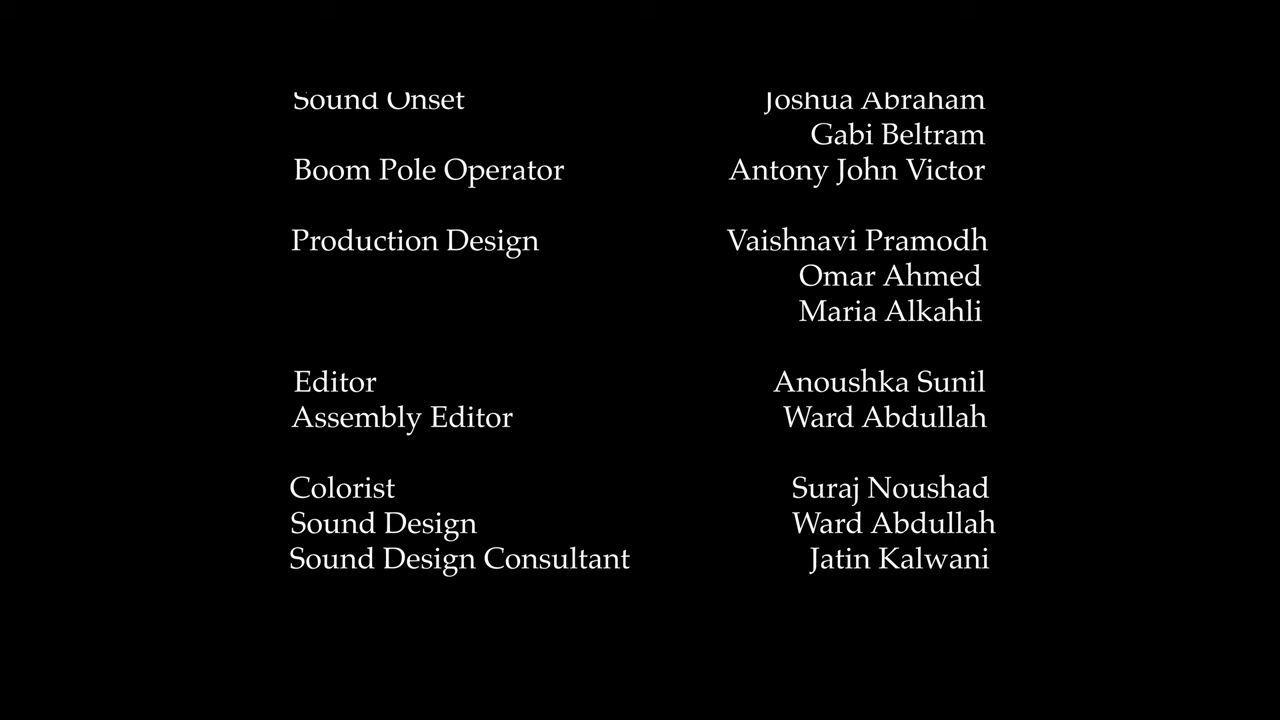 Sound Onset Joshua Abraham
Gabi Beltram
Boom Pole Operator Antony John Victor
Production Design Vaishnavi Pramodh
Omar Ahmed
Maria Alkahli
Editor Anoushka Sunil
Assembly Editor Ward Abdullah
Colorist Suraj Noushad
Sound Design Ward Abdullah
Sound Design Consultant Jatin Kalwani